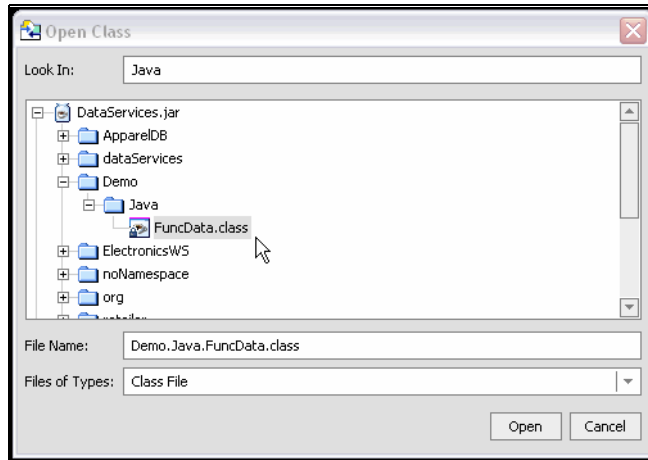 Open Class
Look In: Java
DataServices.jar
ApparelDB
dataServices
Demo
Java
FuncData.class
ElectronicsWS
noNamespace
org
File Name: Demo.Java.FuncData.class
Files of Types: Class File
Open Cancel